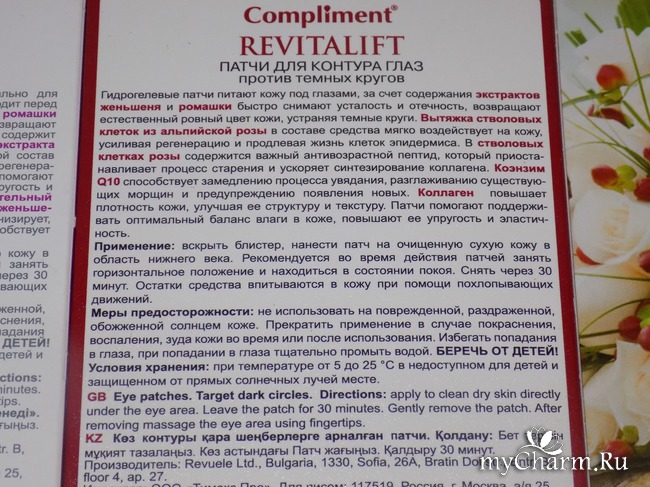 Compliment®
REVITALIFT
ПАТЧИ ДЛЯ КОНТУРА ГЛАЗ
против темных кругов
Гидрогелевые патчи питают кожу под глазами, за счет содержания экстрактов
женьшеня и ромашки быстро снимают усталость и отечность, возвращают
естественный ровный цвет кожи, устраняя темные круги. Вытяжка стволовых
клеток из альпийской розы в составе средства мягко воздействует на кожу,
усиливая регенерацию и продлевая жизнь клеток эпидермиса. В стволовых
клетках розы содержится важный антивозрастной пептид, который приоста-
навливает процесс старения и ускоряет синтезирование коллагена. Коэнзим
Q10 способствует замедлению процесса увядания, разглаживанию существую-
щих морщин и предупреждению появления новых. Коллаген повышает
плотность кожи, улучшая ее структуру и текстуру. Патчи помогают поддержи-
вать оптимальный баланс влаги в коже, повышают ее упругость и эластич-
ность.
Применение: вскрыть блистер, нанести патч на очищенную сухую кожу в
область нижнего века. Рекомендуется во время действия патчей занять
горизонтальное положение и находиться в состоянии покоя. Снять через 30
минут. Остатки средства впитываются в кожу при помощи похлопывающих
движений.
Меры предосторожности: не использовать на поврежденной, раздраженной,
обожженной солнцем коже. Прекратить применение в случае покраснения,
воспаления, зуда кожи во время или после использования. Избегать попадания
в глаза, при попадании в глаза тщательно промыть водой. БЕРЕЧЬ ОТ ДЕТЕЙ!
Условия хранения: при температуре от 5 до 25 °С в недоступном для детей и
защищенном от прямых солнечных лучей месте.
GB Eye patches. Target dark circles. Directions: apply to clean dry skin directly
under the eye area. Leave the patch for 30 minutes. Gently remove the patch. After
removing massage the eye area using fingertips.
KZ Көз контуры қара шеңберлерге арналған патчи. Қолдану: Бет терісін
мұқият тазалаңыз. Көз астындағы Патч жағыңыз. Қалдыру 30 минут.
Производитель: Revuele Ltd., Bulgaria, 1330, Sofia, 26A, Bratin Dol
floor 4, ap. 27.
myCharm.Ru